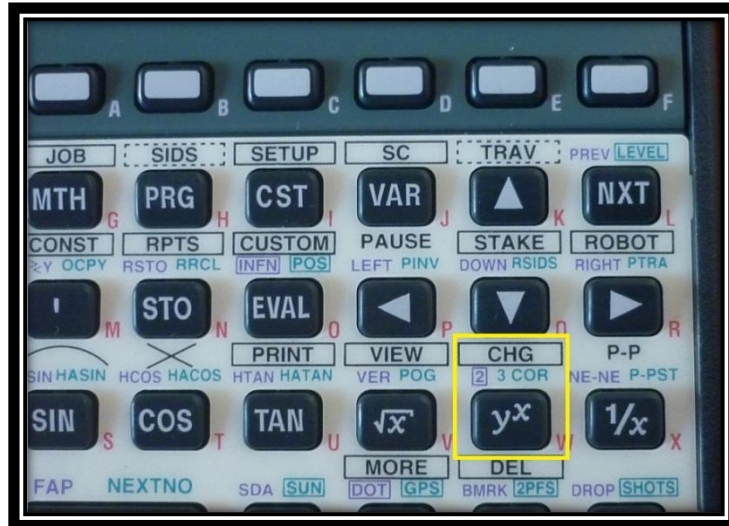 A B C D E F
JOB SIDS SETUP SC TRAV PREV LEVEL
MTH G PRG H CST I VAR J ▲ K NXT L
CONST RPTS CUSTOM PAUSE STAKE ROBOT
≥Y OCPY RSTO RRCL INFN POS LEFT PINV DOWN RSIDS RIGHT PTRA
' M STO N EVAL O ◀ P ▼ Q ▶ R
PRINT VIEW CHG P-P
SIN HASIN HCOS HACOS HTAN HATAN VER POG 2 3 COR NE-NE P-PST
SIN S COS T TAN U √x V yˣ W 1/x X
MORE DEL
FAP NEXTNO SDA SUN DOT GPS BMRK 2PFS DROP SHOTS